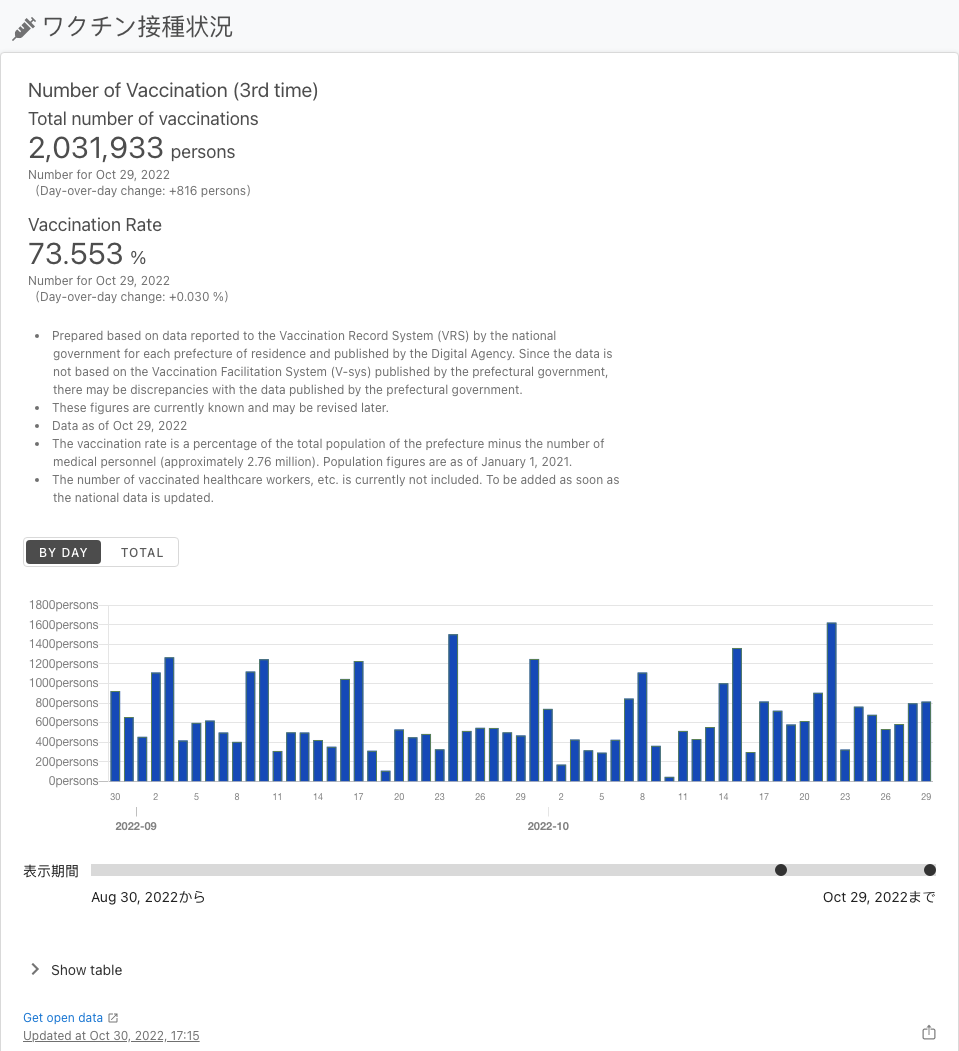 ワクチン接種状況
Number of Vaccination (3rd time)
Total number of vaccinations
2,031,933 persons
Number for Oct 29, 2022
(Day-over-day change: +816 persons)
Vaccination Rate
73.553 %
Number for Oct 29, 2022
(Day-over-day change: +0.030 %)
• Prepared based on data reported to the Vaccination Record System (VRS) by the national
government for each prefecture of residence and published by the Digital Agency. Since the data is
not based on the Vaccination Facilitation System (V-sys) published by the prefectural government,
there may be discrepancies with the data published by the prefectural government.
• These figures are currently known and may be revised later.
• Data as of Oct 29, 2022
• The vaccination rate is a percentage of the total population of the prefecture minus the number of
medical personnel (approximately 2.76 million). Population figures are as of January 1, 2021.
• The number of vaccinated healthcare workers, etc. is currently not included. To be added as soon as
the national data is updated.
BY DAY TOTAL
1800persons
1600persons
1400persons
1200persons
1000persons
800persons
600persons
400persons
200persons
0persons
30 2 5 8 11 14 17 20 23 26 29 2 5 8 11 14 17 20 23 26 29
2022-09 2022-10
表示期間
Aug 30, 2022から Oct 29, 2022まで
Show table
Get open data
Updated at Oct 30, 2022, 17:15